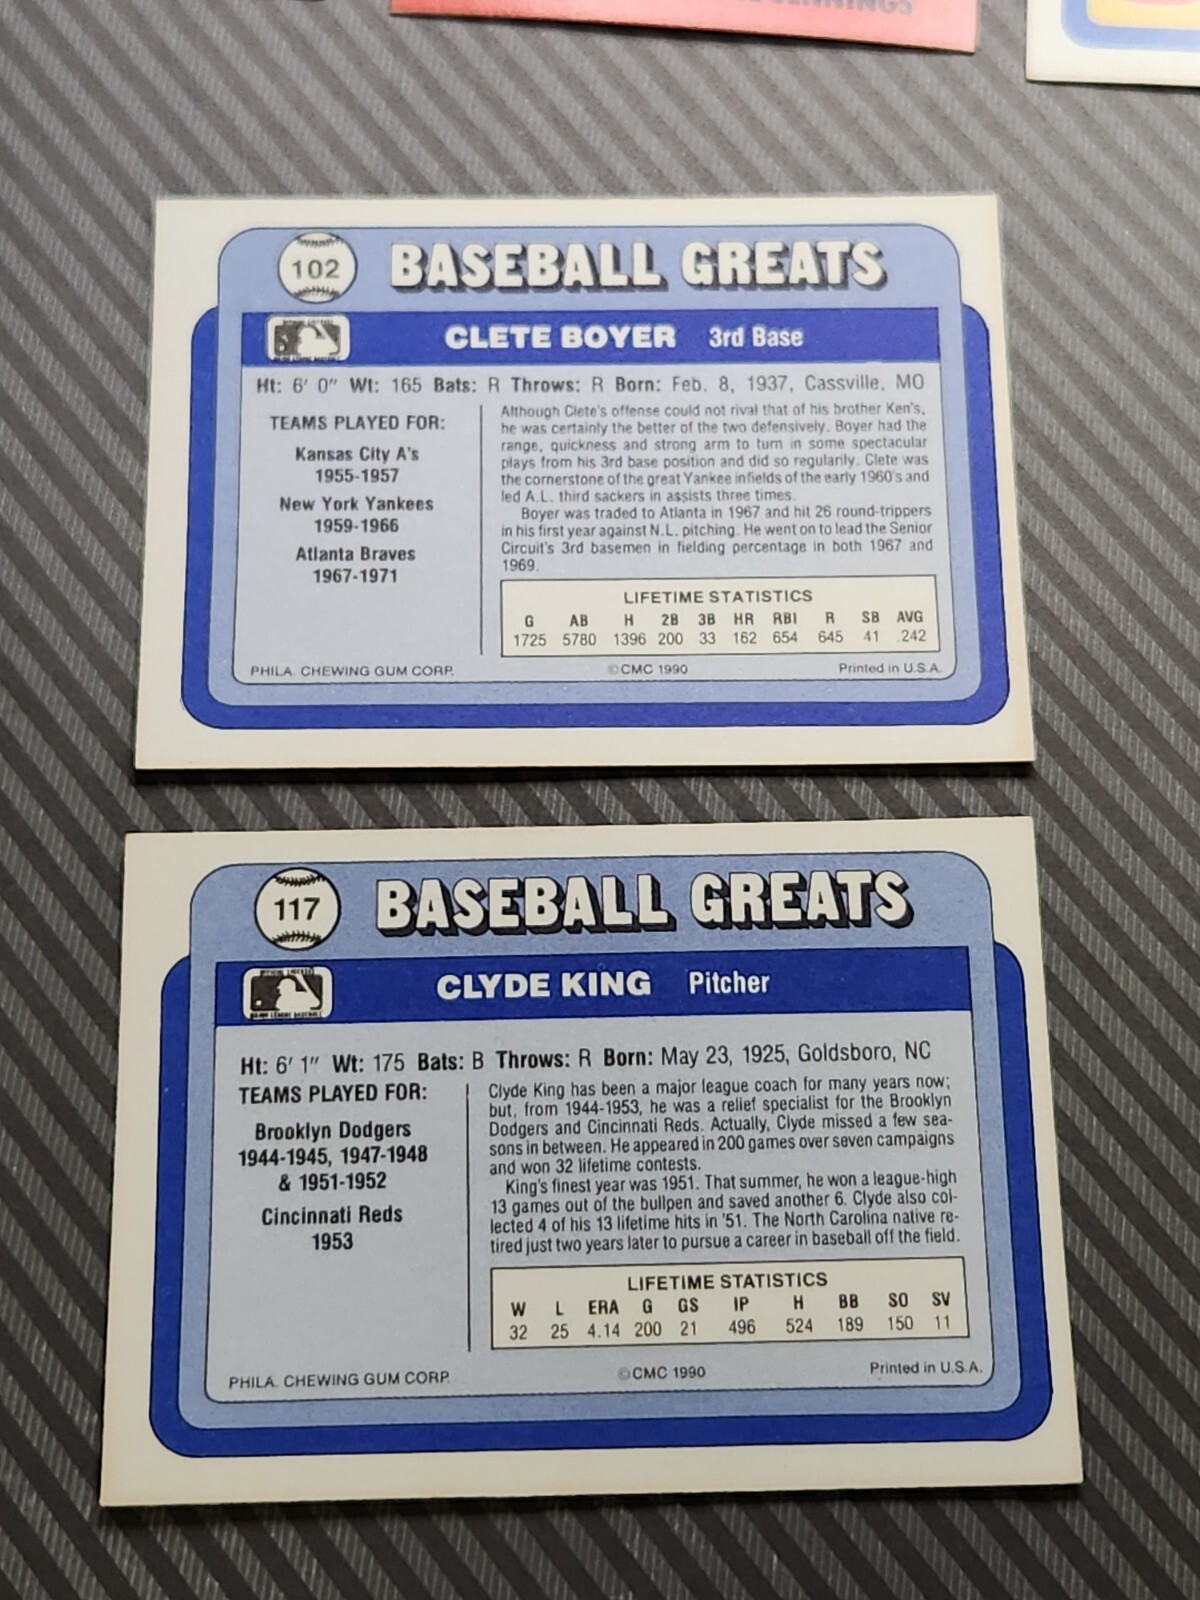 JENNINGS
102
BASEBALL GREATS
CLETE BOYER 3rd Base
Ht: 6' 0" Wt: 165 Bats: R Throws: R Born: Feb. 8, 1937, Cassville, MO
TEAMS PLAYED FOR:
Kansas City A's
1955-1957
New York Yankees
1959-1966
Atlanta Braves
1967-1971
Although Clete's offense could not rival that of his brother Ken's,
he was certainly the better of the two defensively. Boyer had the
range, quickness and strong arm to turn in some spectacular
plays from his 3rd base position and did so regularily. Clete was
the cornerstone of the great Yankee infields of the early 1960's and
led A.L. third sackers in assists three times.
Boyer was traded to Atlanta in 1967 and hit 26 round-trippers
in his first year against N.L. pitching. He went on to lead the Senior
Circuit's 3rd basemen in fielding percentage in both 1967 and
1969.
LIFETIME STATISTICS
G AB H 2B 3B HR RBI R SB AVG
1725 5780 1396 200 33 162 654 645 41 .242
PHILA. CHEWING GUM CORP. ©CMC 1990 Printed in U.S.A.
117
BASEBALL GREATS
CLYDE KING Pitcher
MAJOR LEAGUE BASEBALL
Ht: 6' 1" Wt: 175 Bats: B Throws: R Born: May 23, 1925, Goldsboro, NC
TEAMS PLAYED FOR:
Brooklyn Dodgers
1944-1945, 1947-1948
& 1951-1952
Cincinnati Reds
1953
Clyde King has been a major league coach for many years now;
but, from 1944-1953, he was a relief specialist for the Brooklyn
Dodgers and Cincinnati Reds. Actually, Clyde missed a few sea-
sons in between. He appeared in 200 games over seven campaigns
and won 32 lifetime contests.
King's finest year was 1951. That summer, he won a league-high
13 games out of the bullpen and saved another 6. Clyde also col-
lected 4 of his 13 lifetime hits in '51. The North Carolina native re-
tired just two years later to pursue a career in baseball off the field.
LIFETIME STATISTICS
W L ERA G GS IP H BB SO SV
32 25 4.14 200 21 496 524 189 150 11
PHILA. CHEWING GUM CORP. ©CMC 1990 Printed in U.S.A.